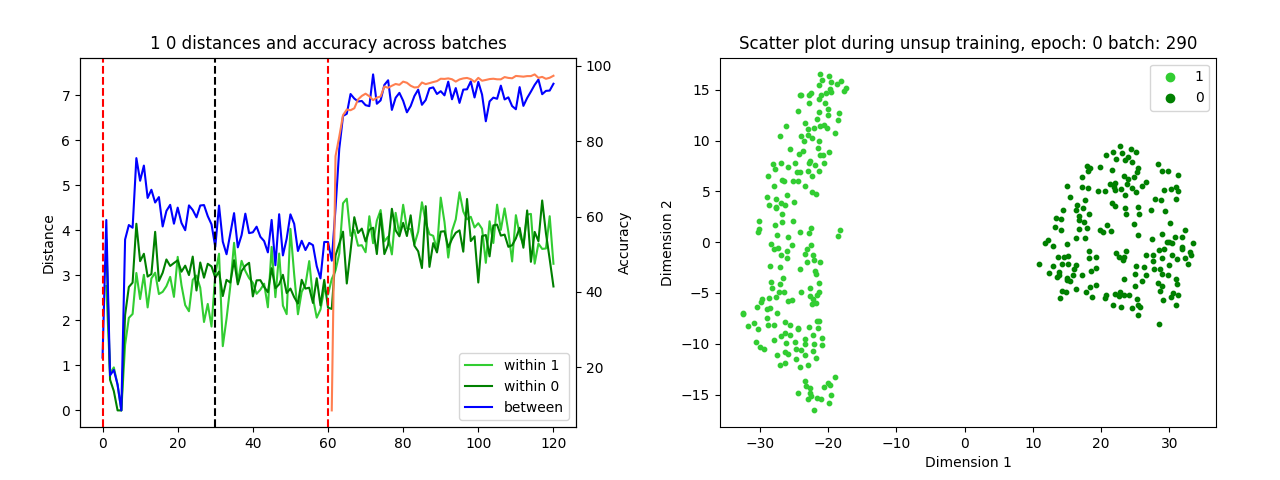 1 0 distances and accuracy across batches
Distance
7
6
5
4
3
2
1
0
0 20 40 60 80 100 120
within 1
within 0
between
100
80
60
40
20
Accuracy
Scatter plot during unsup training, epoch: 0 batch: 290
Dimension 2
15
10
5
0
−5
−10
−15
−30 −20 −10 0 10 20 30
Dimension 1
1
0